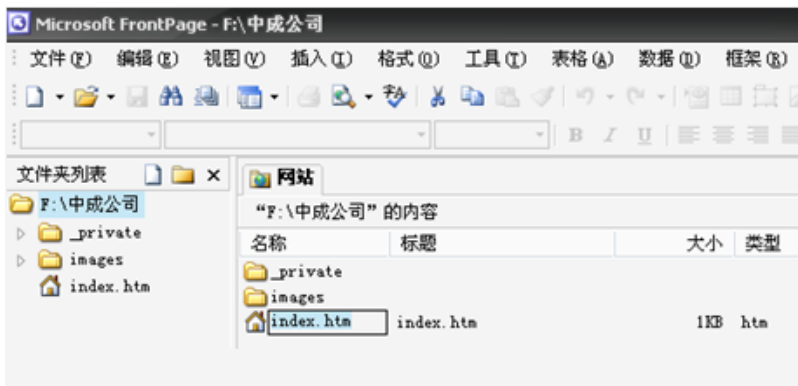 Microsoft FrontPage - F:\中成公司
文件(F) 编辑(E) 视图(V) 插入(I) 格式(O) 工具(T) 表格(A) 数据(D) 框架(R)
B I U
文件夹列表
网站
F:\中成公司
“F:\中成公司”的内容
_private
名称 标题 大小 类型
images
_private
index.htm
images
index.htm index.htm 1KB htm